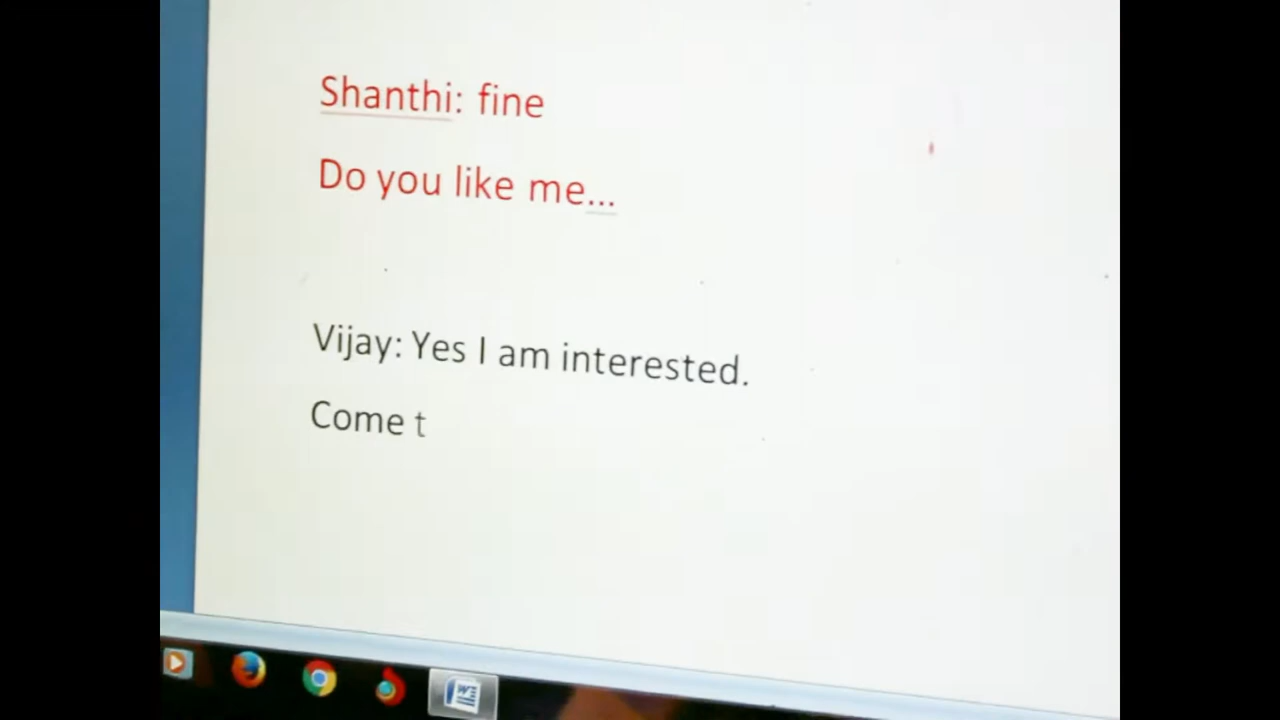 Shanthi: fine
Do you like me...
Vijay: Yes I am interested.
Come t